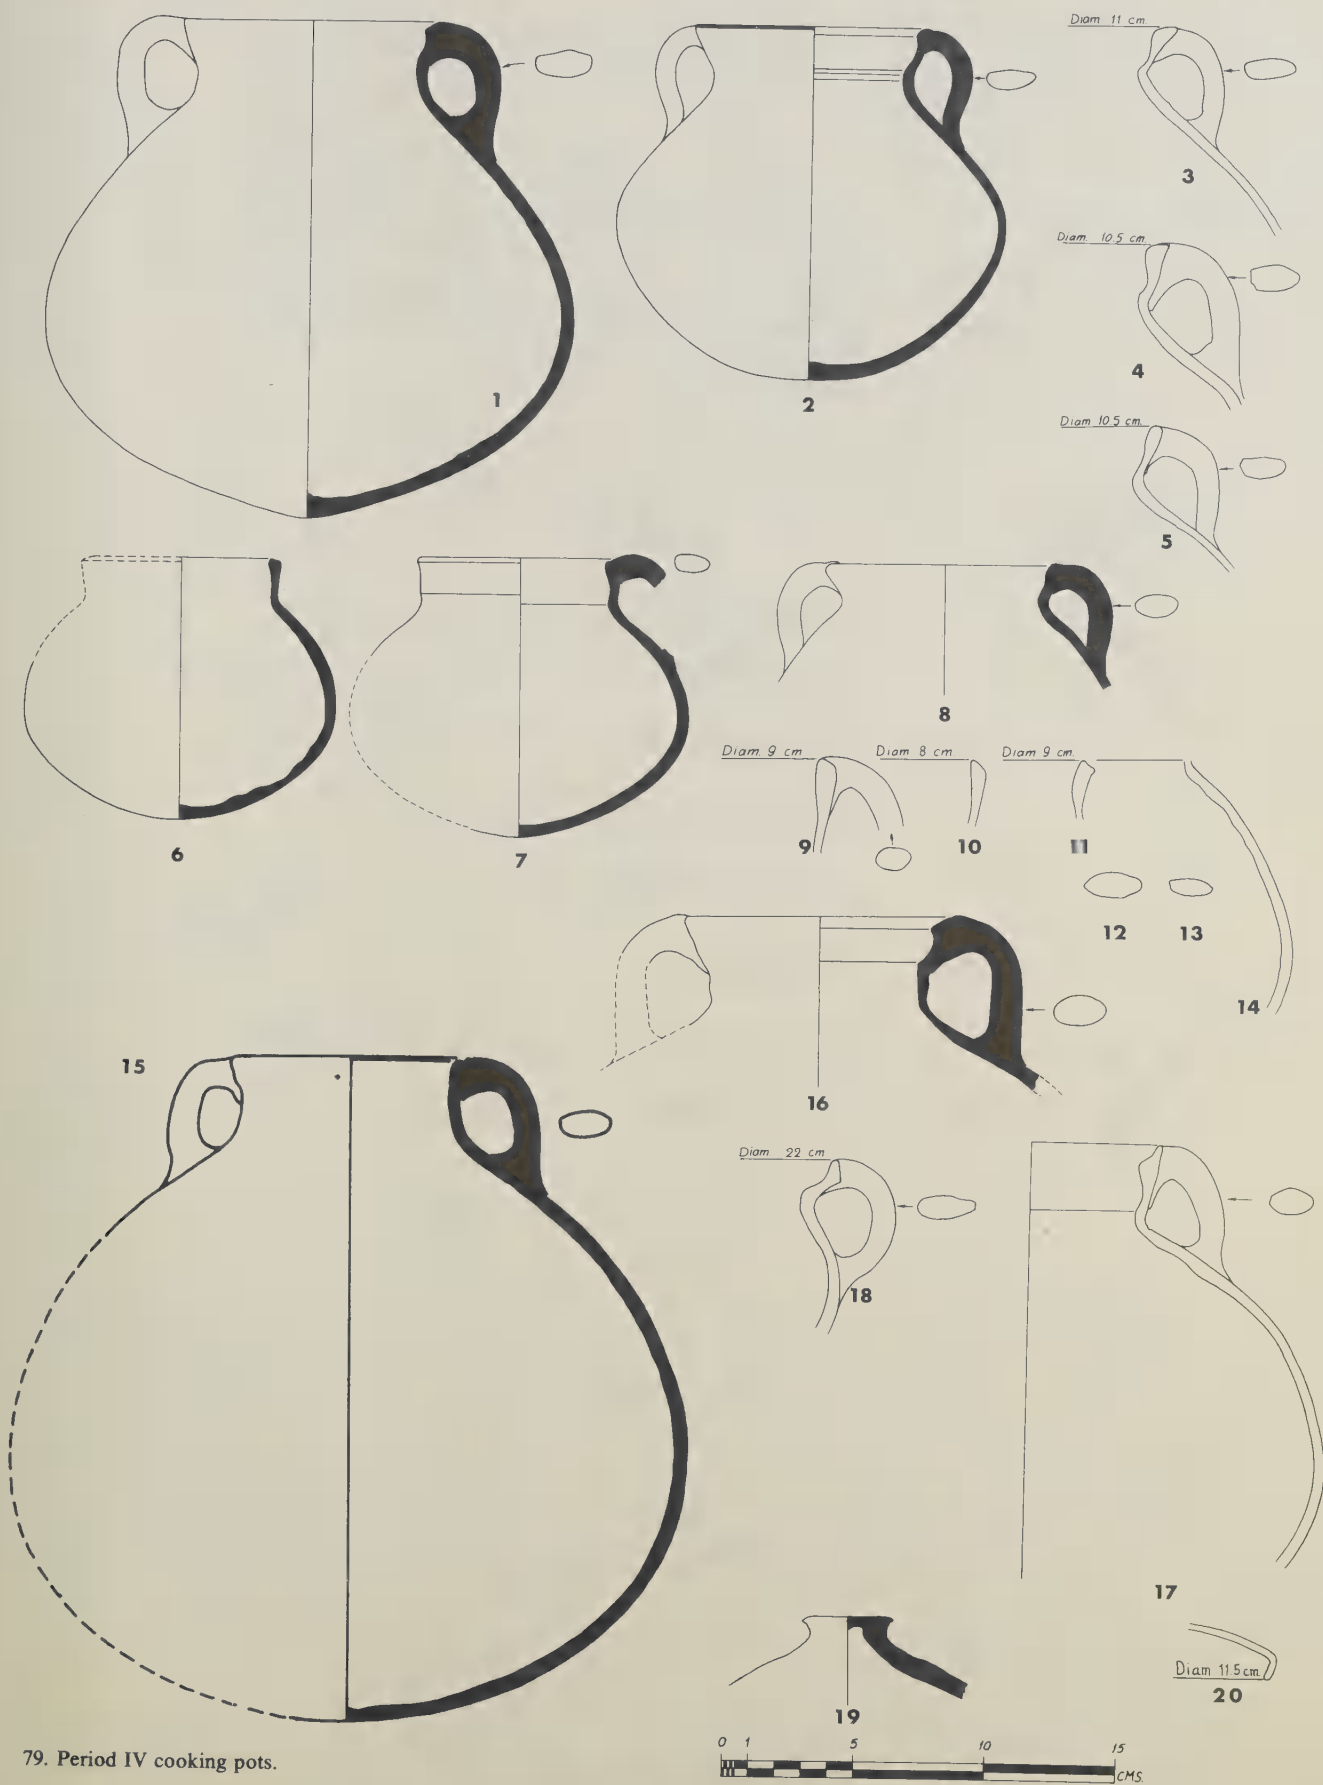 Diam 11 cm.
1
2
3
Diam. 10.5 cm.
4
Diam 10.5 cm.
5
6
7
8
Diam. 9 cm
9
Diam 8 cm
10
Diam 9 cm.
11
12
13
14
15
16
Diam 22 cm
18
17
19
Diam 11.5cm.
20
0 1 5 10 15
CMS.
79. Period IV cooking pots.